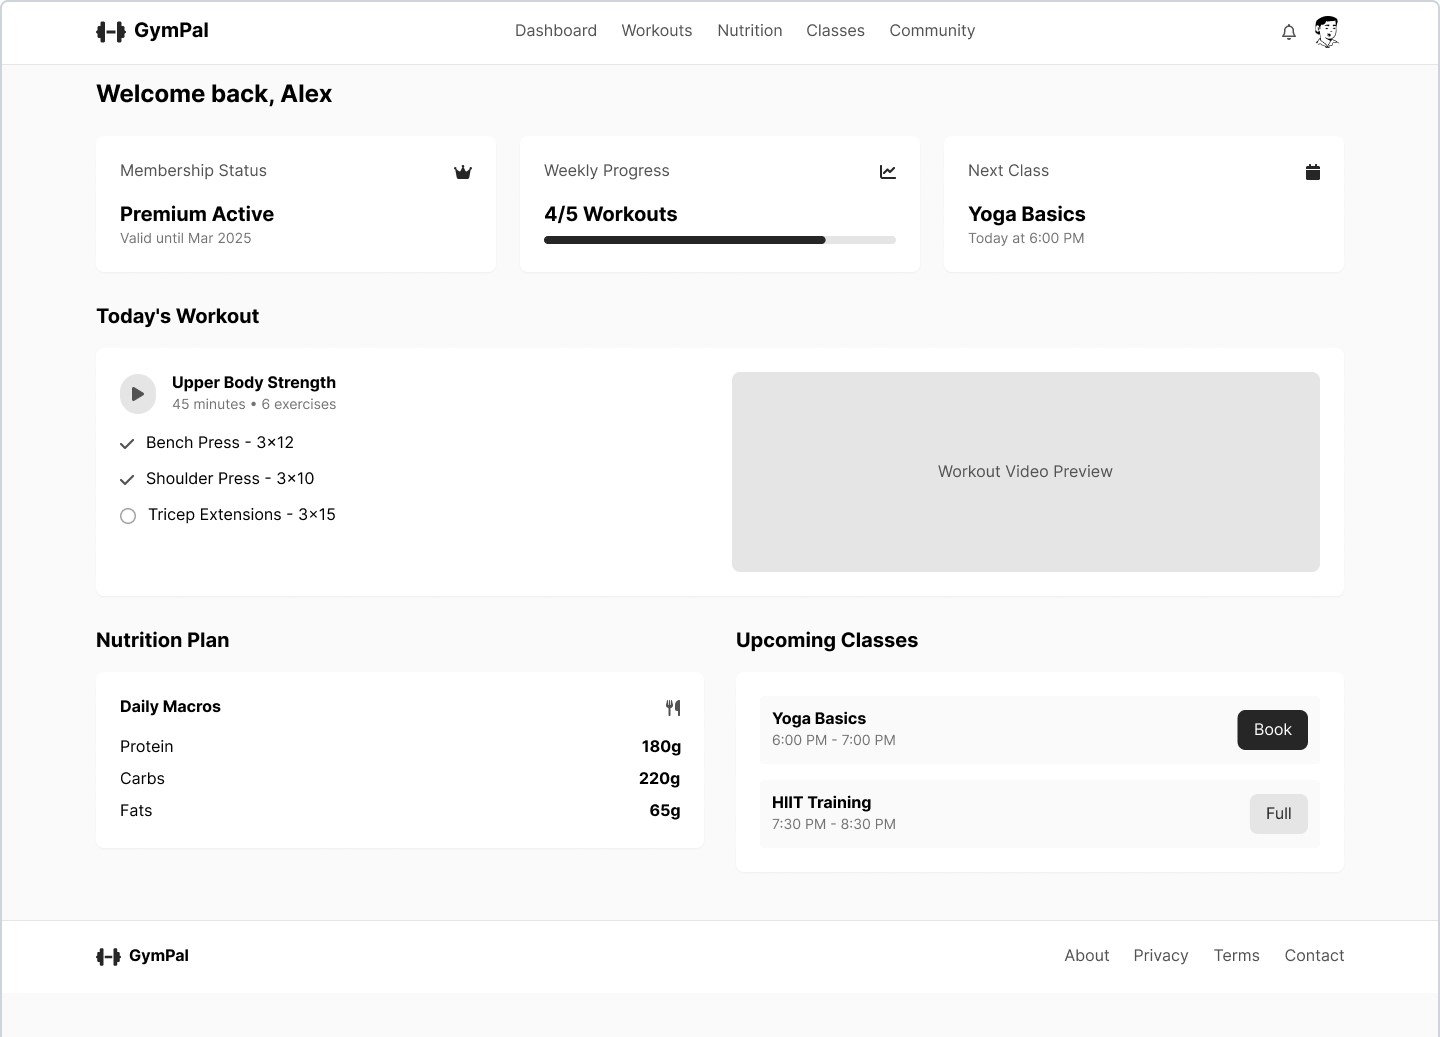 GymPal
Dashboard Workouts Nutrition Classes Community
Welcome back, Alex
Membership Status
Premium Active
Valid until Mar 2025
Weekly Progress
4/5 Workouts
Next Class
Yoga Basics
Today at 6:00 PM
Today's Workout
Upper Body Strength
45 minutes • 6 exercises
Bench Press - 3×12
Shoulder Press - 3×10
Tricep Extensions - 3×15
Workout Video Preview
Nutrition Plan
Daily Macros
Protein 180g
Carbs 220g
Fats 65g
Upcoming Classes
Yoga Basics
6:00 PM - 7:00 PM
Book
HIIT Training
7:30 PM - 8:30 PM
Full
GymPal
About Privacy Terms Contact